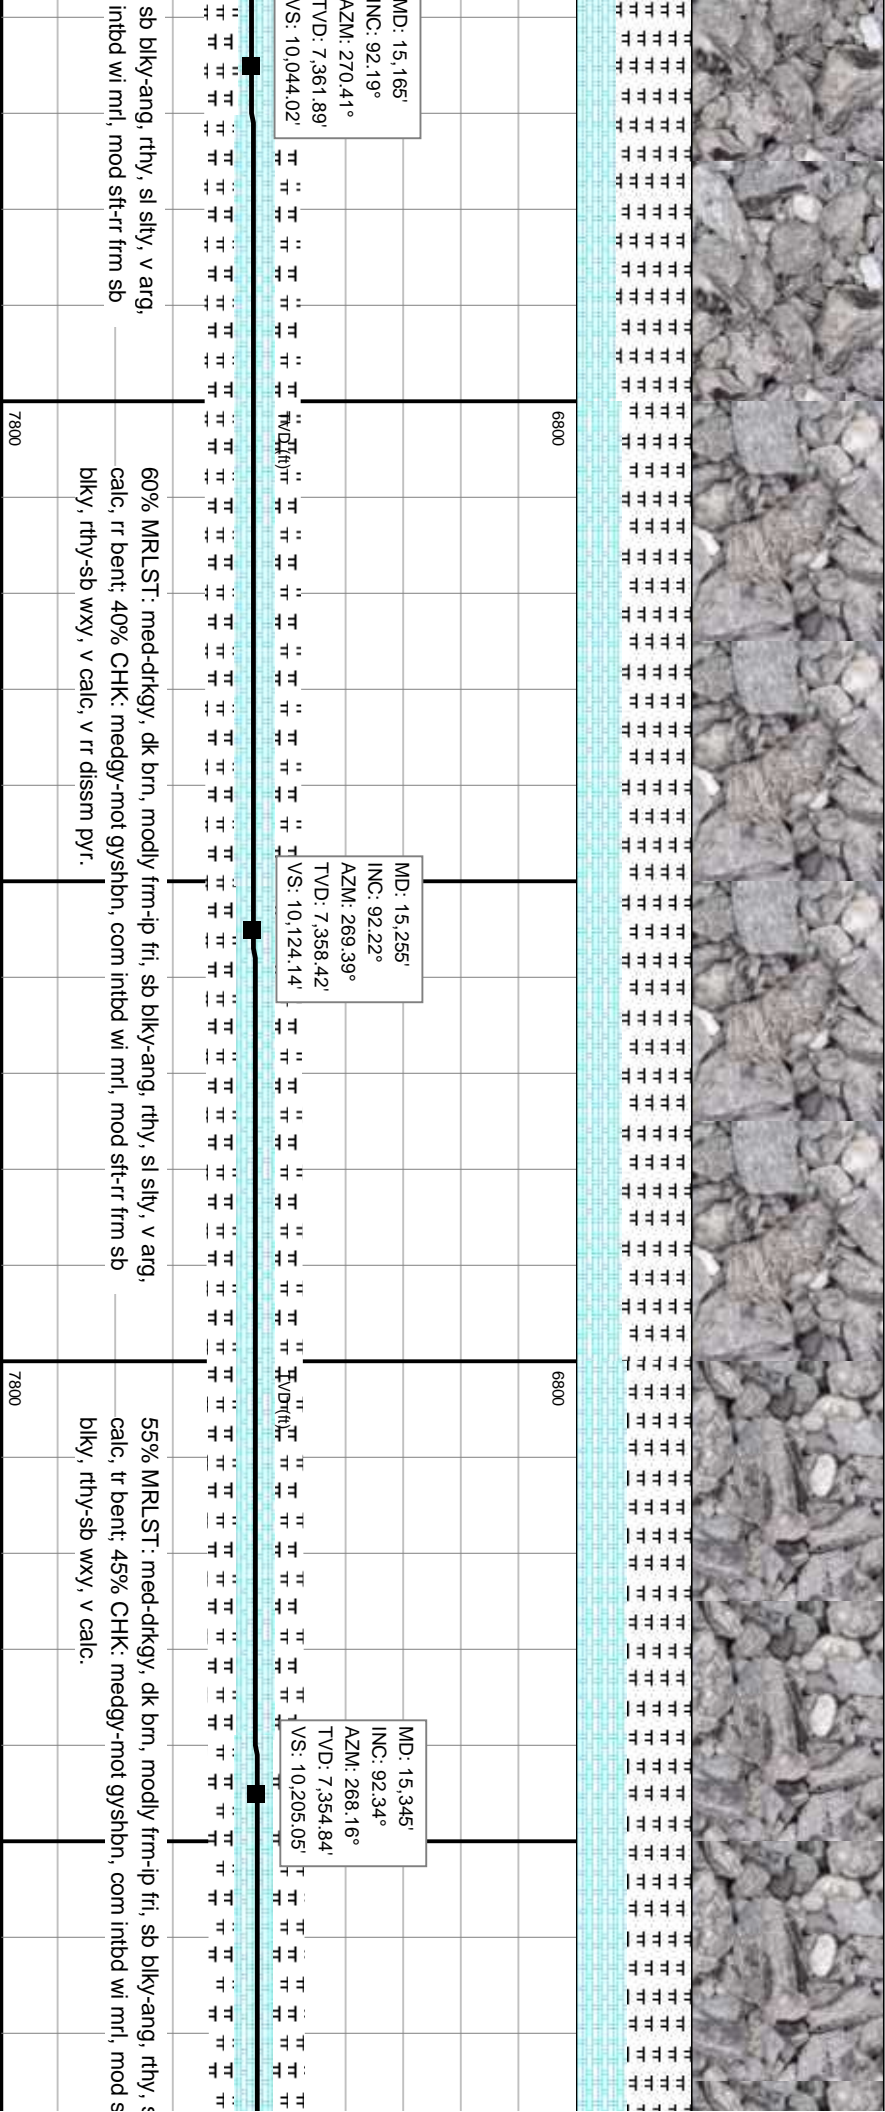 MD: 15,165'
INC: 92.19°
AZM: 270.41°
TVD: 7,361.89'
VS: 10,044.02'
sb blky-ang, rthy, sl slty, v arg,
intbd wi mrl, mod sft-rr frm sb
6800
TVD (ft)
7800
60% MRLST: med-drkgy, dk brn, modly frm-ip fri, sb blky-ang, rthy, sl slty, v arg,
calc, rr bent; 40% CHK: medgy-mot gyshbn, com intbd wi mrl, mod sft-rr frm sb
blky, rthy-sb wxy, v calc, v rr dissm pyr.
MD: 15,255'
INC: 92.22°
AZM: 269.39°
TVD: 7,358.42'
VS: 10,124.14'
6800
TVD (ft)
7800
55% MRLST: med-drkgy, dk brn, modly frm-ip fri, sb blky-ang, rthy, s
calc, tr bent; 45% CHK: medgy-mot gyshbn, com intbd wi mrl, mod s
blky, rthy-sb wxy, v calc.
MD: 15,345'
INC: 92.34°
AZM: 268.16°
TVD: 7,354.84'
VS: 10,205.05'